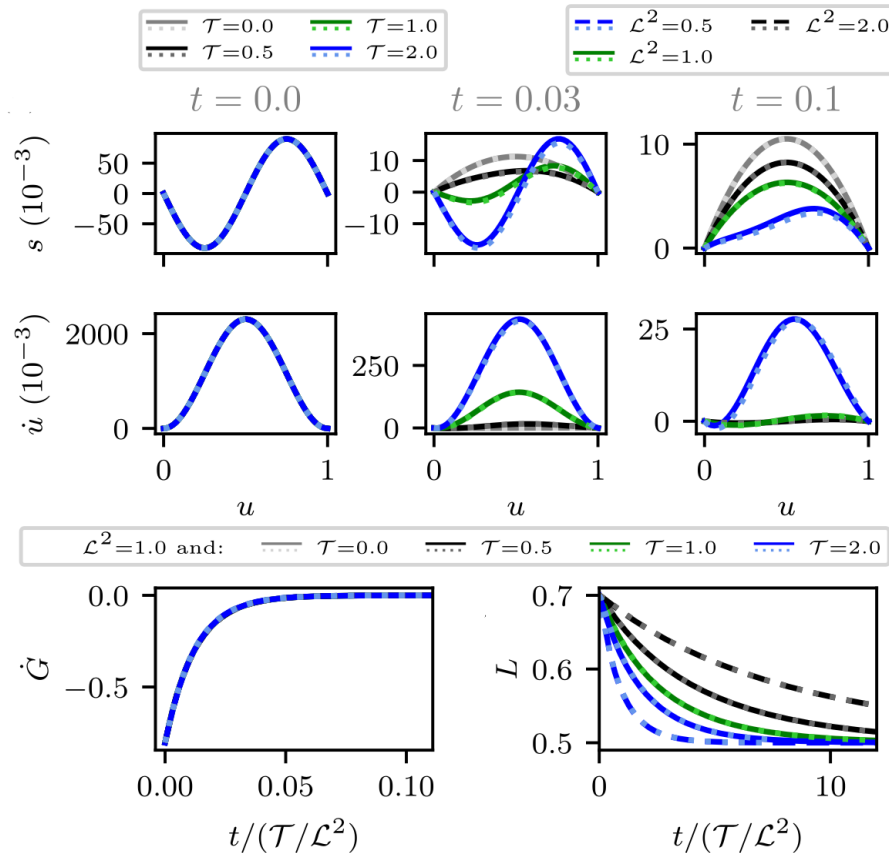 𝒯=0.0 𝒯=1.0 ℒ²=0.5 ℒ²=2.0
𝒯=0.5 𝒯=2.0 ℒ²=1.0
t = 0.0 t = 0.03 t = 0.1
s (10⁻³)
50
0
−50
10
0
−10
10
0
u̇ (10⁻³)
2000
0
250
0
25
0
0 1 0 1 0 1
u u u
ℒ²=1.0 and: 𝒯=0.0 𝒯=0.5 𝒯=1.0 𝒯=2.0
Ġ
0.0
−0.5
0.00 0.05 0.10
t/(𝒯/ℒ²)
L
0.7
0.6
0.5
0 10
t/(𝒯/ℒ²)